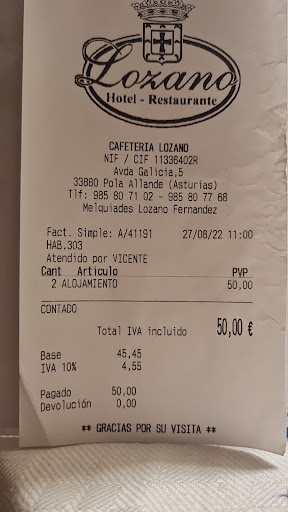 Lozano
Hotel - Restaurante
CAFETERIA LOZANO
NIF / CIF 11336402R
Avda Galicia,5
33880 Pola Allande (Asturias)
Tlf: 985 80 71 02 - 985 80 77 68
Melquiades Lozano Fernandez
Fact. Simple: A/41191 27/08/22 11:00
HAB.303
Atendido por VICENTE
Cant Artículo PVP
2 ALOJAMIENTO 50,00
CONTADO
Total IVA incluido 50,00 €
Base 45,45
IVA 10% 4,55
Pagado 50,00
Devolución 0,00
** GRACIAS POR SU VISITA **